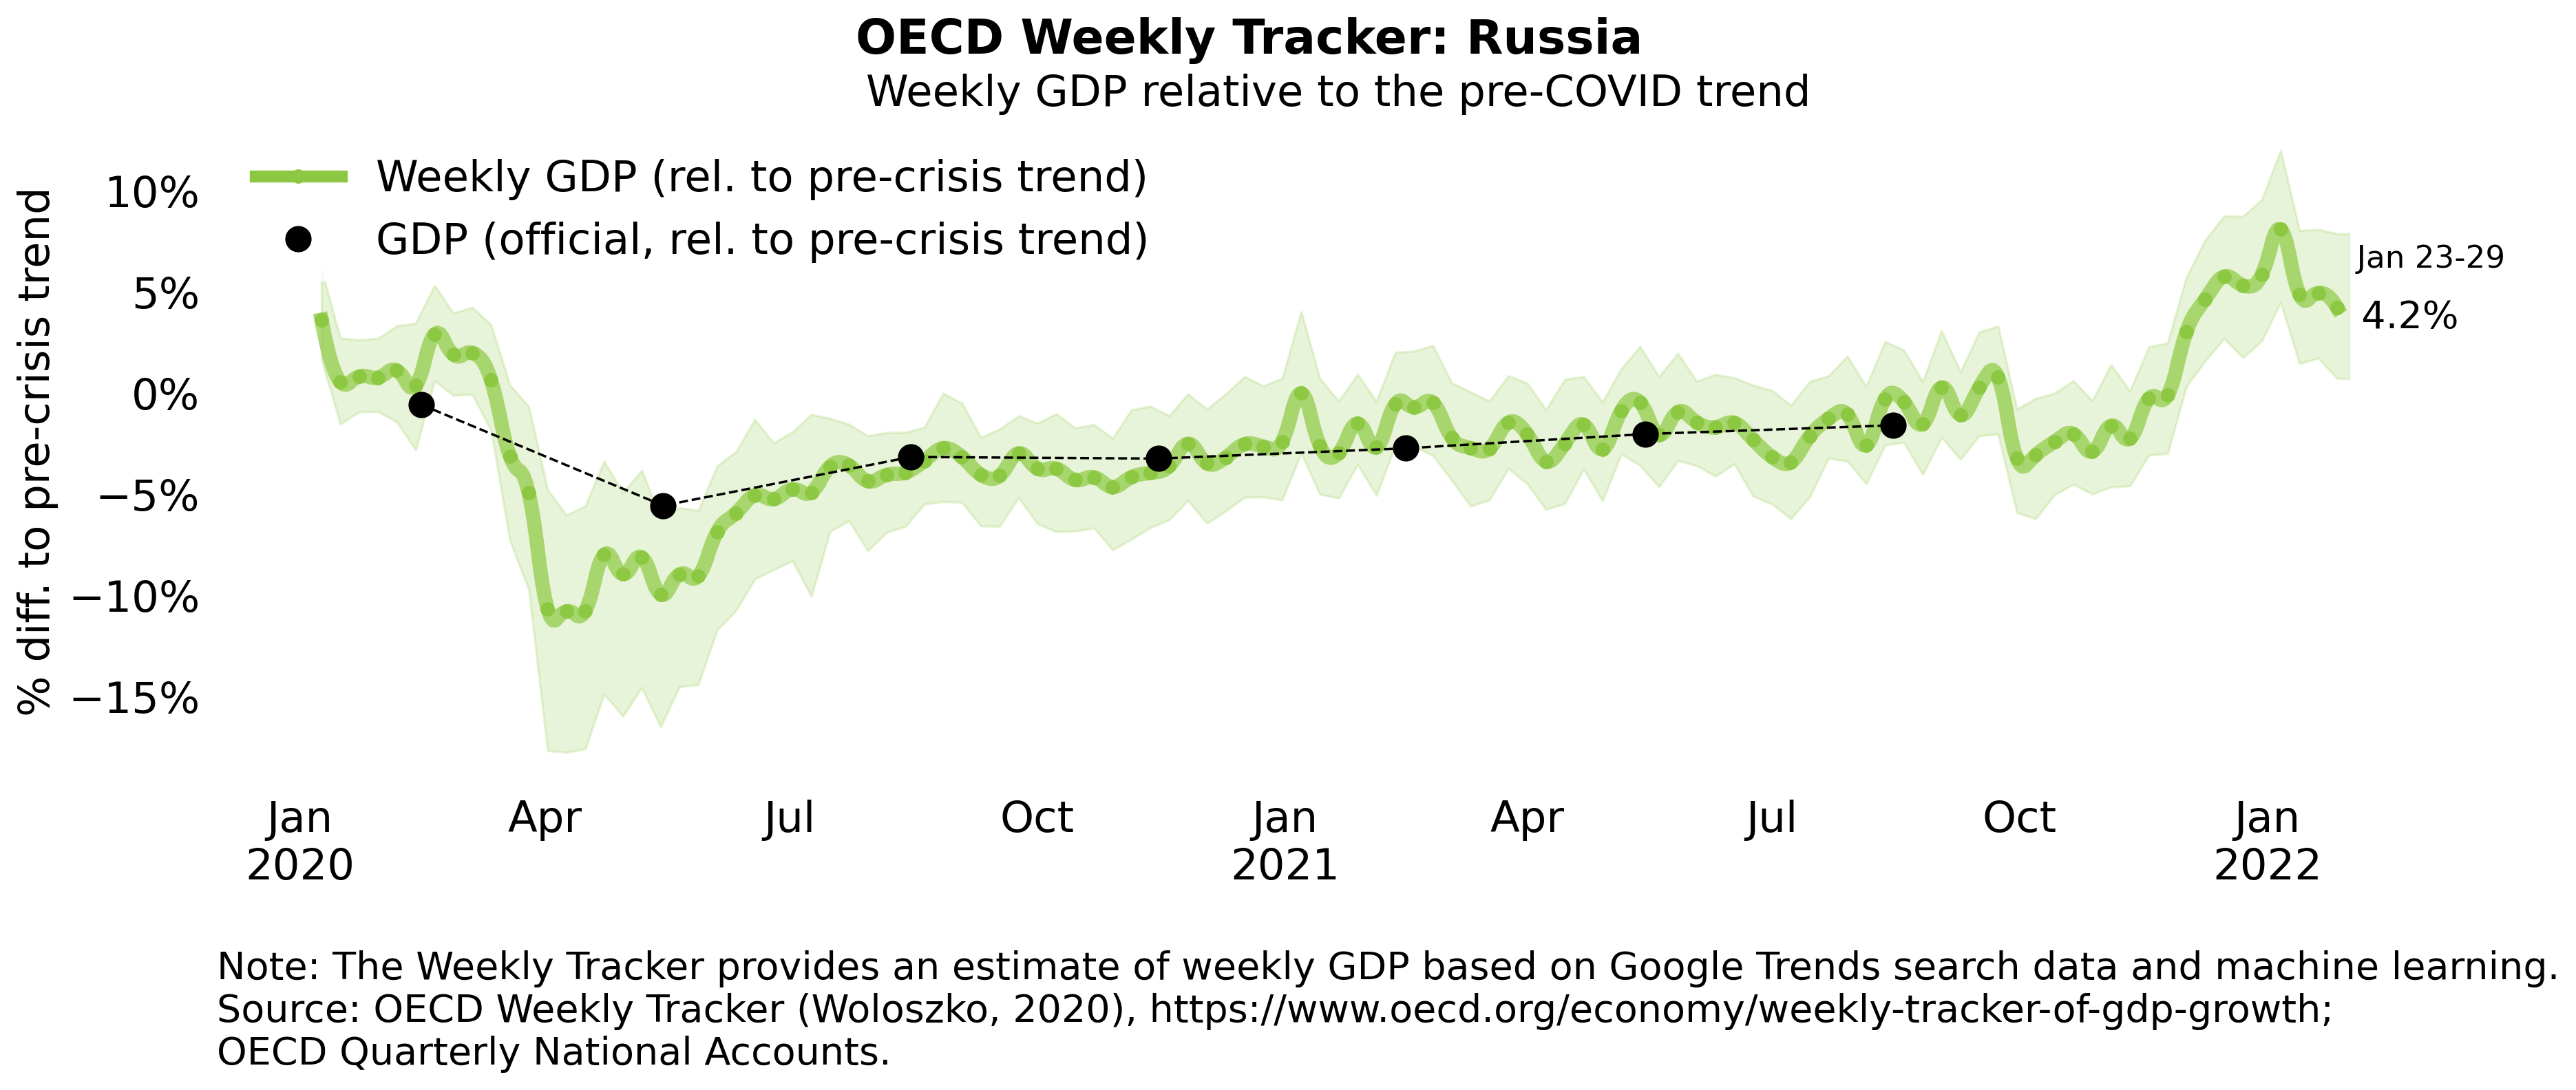 OECD Weekly Tracker: Russia
Weekly GDP relative to the pre-COVID trend
Weekly GDP (rel. to pre-crisis trend)
GDP (official, rel. to pre-crisis trend)
% diff. to pre-crisis trend
10%
5%
0%
−5%
−10%
−15%
Jan 23-29
4.2%
Jan Apr Jul Oct Jan Apr Jul Oct Jan
2020 2021 2022
Note: The Weekly Tracker provides an estimate of weekly GDP based on Google Trends search data and machine learning.
Source: OECD Weekly Tracker (Woloszko, 2020), https://www.oecd.org/economy/weekly-tracker-of-gdp-growth;
OECD Quarterly National Accounts.